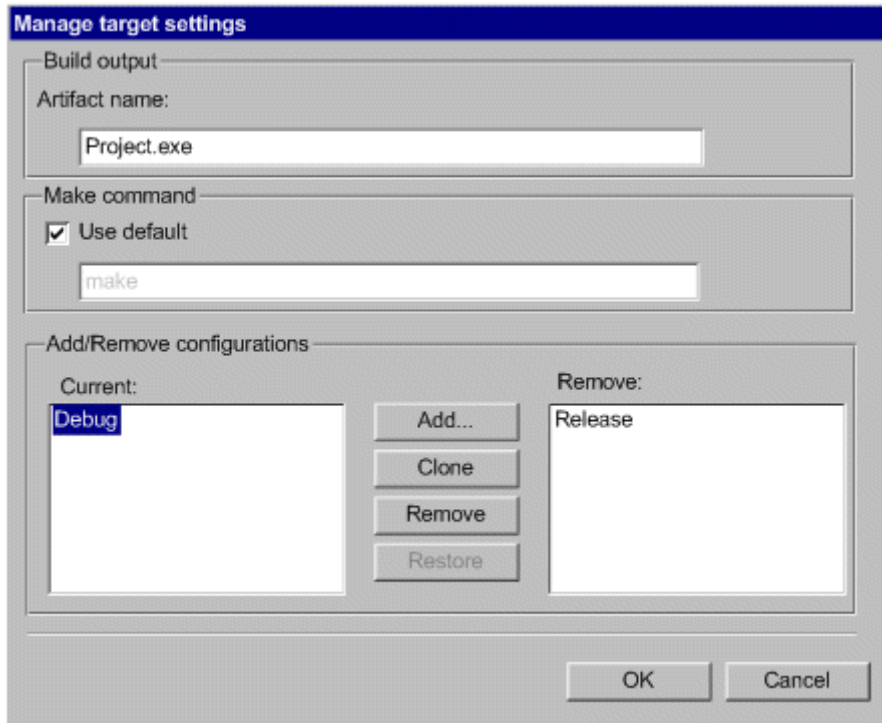 Manage target settings
Build output
Artifact name:
Project.exe
Make command
Use default
make
Add/Remove configurations
Current:
Remove:
Debug
Add...
Release
Clone
Remove
Restore
OK
Cancel